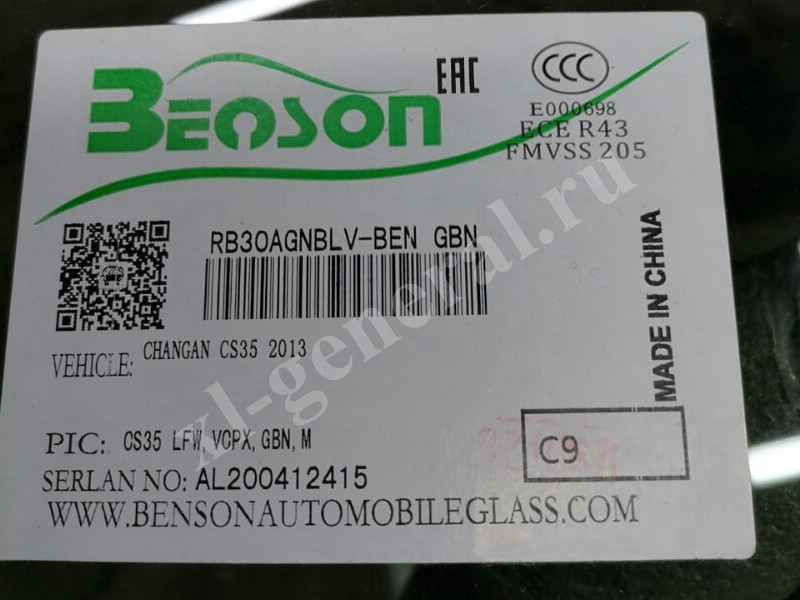 BENSON
EAC
CCC
E000698
ECE R43
FMVSS 205
RB30AGNBLV-BEN GBN
VEHICLE: CHANGAN CS35 2013
MADE IN CHINA
PIC: CS35 LFW, VCPX, GBN, M
C9
SERLAN NO: AL200412415
WWW.BENSONAUTOMOBILEGLASS.COM
xl-general.ru